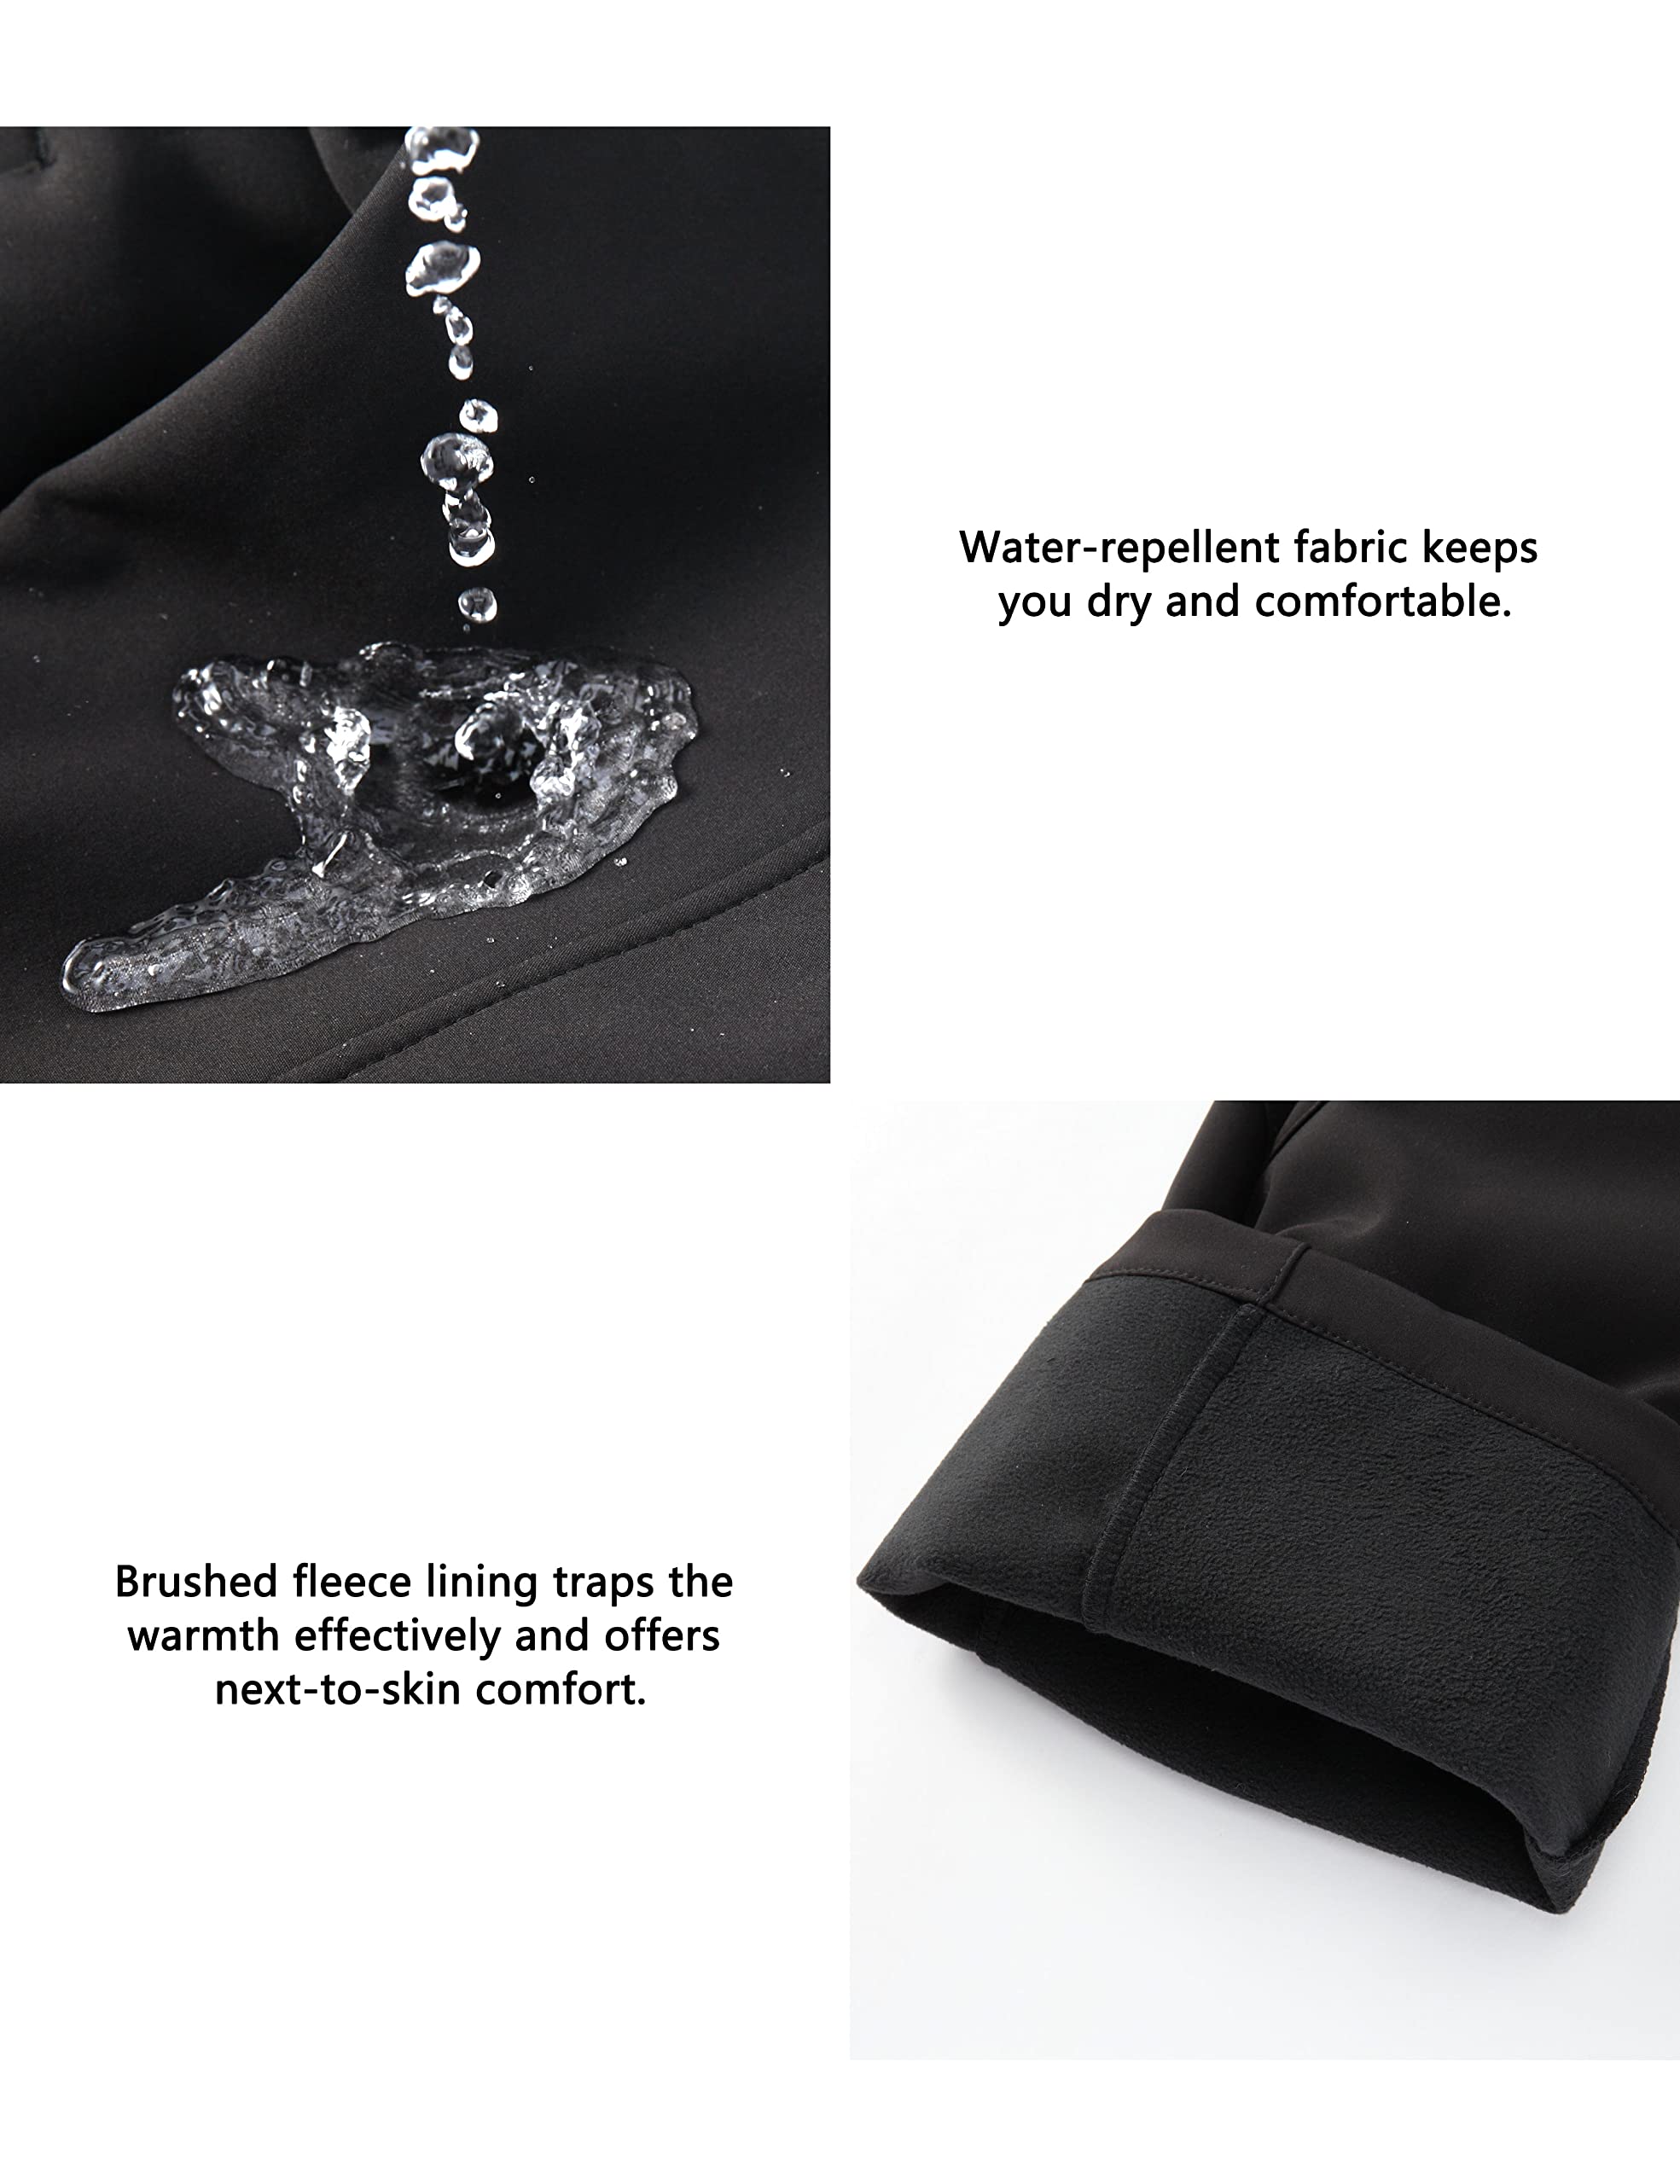 Water-repellent fabric keeps
you dry and comfortable.
Brushed fleece lining traps the
warmth effectively and offers
next-to-skin comfort.